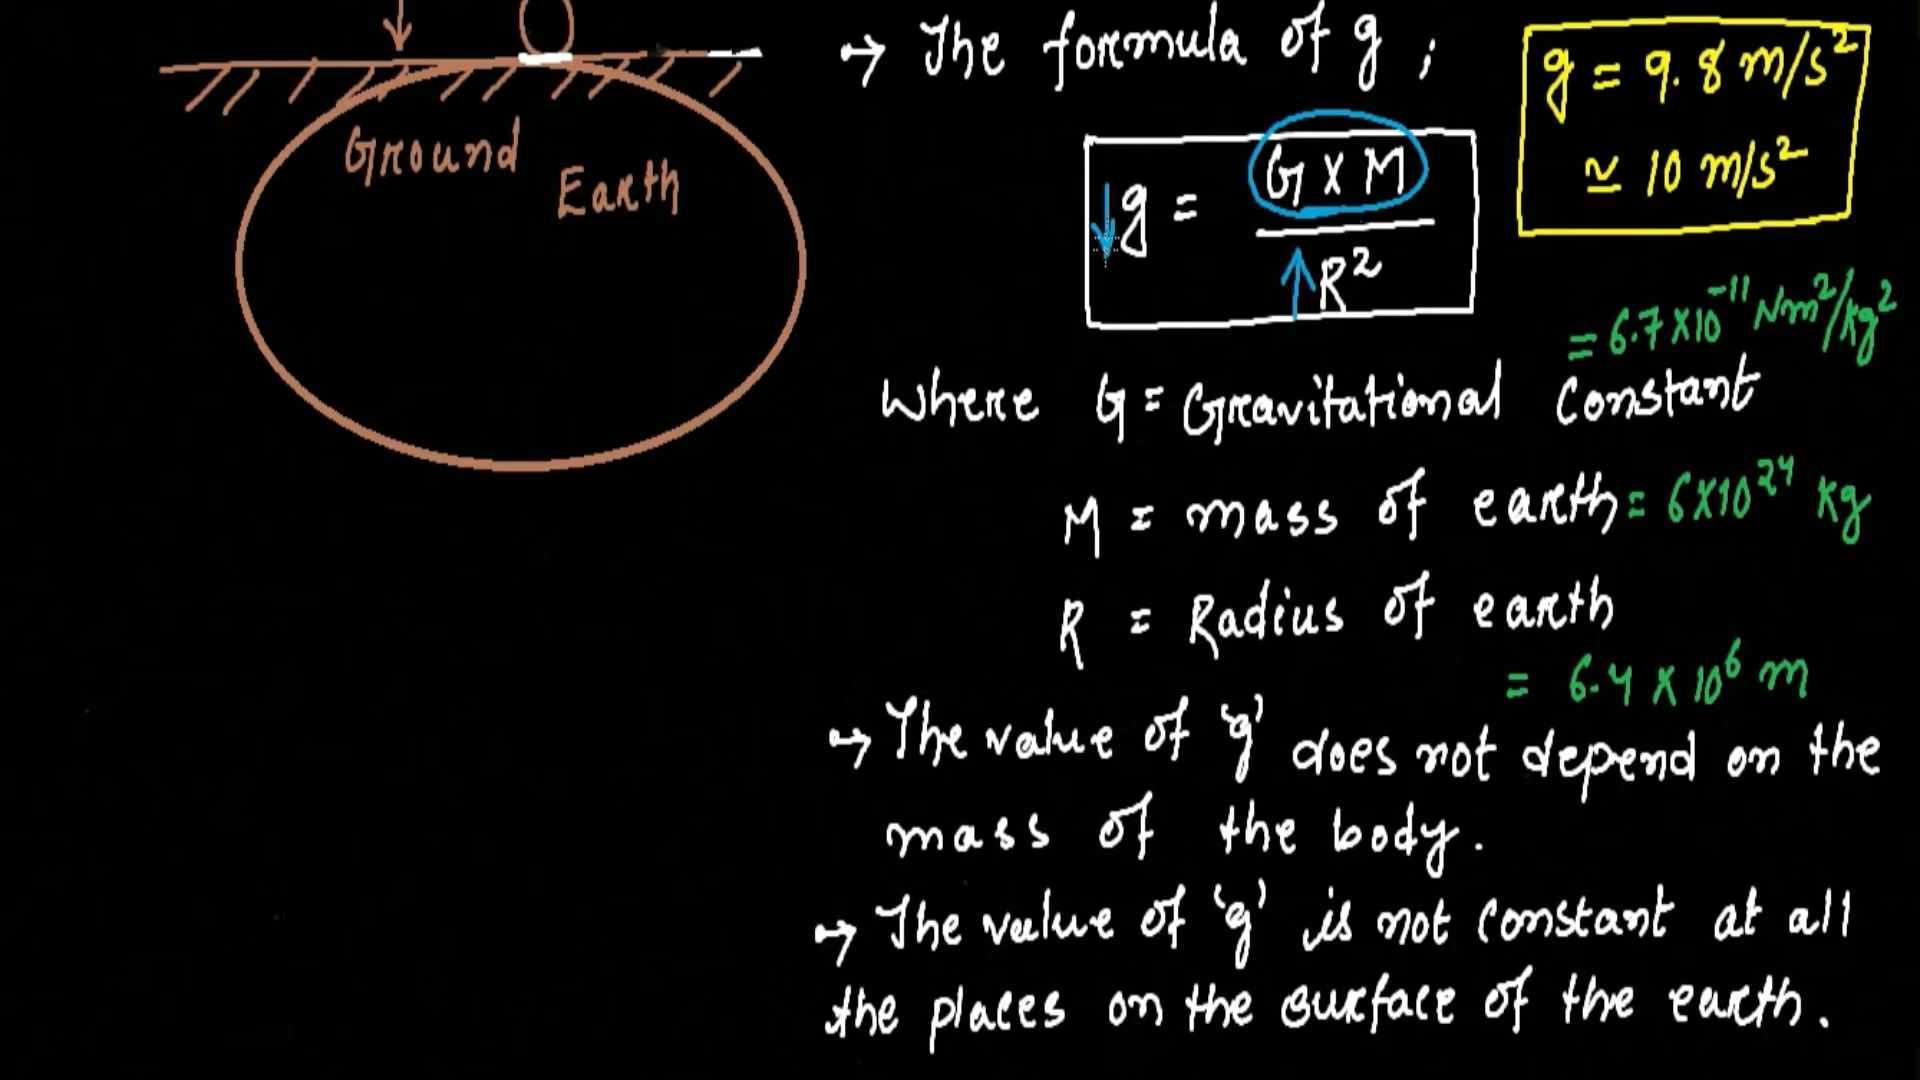 Ground
Earth
→ The formula of g ;
g = G X M / R²
g = 9.8 m/s²
≃ 10 m/s²
= 6.7 X 10⁻¹¹ Nm²/kg²
Where G = Gravitational Constant
M = mass of earth = 6X10²⁴ kg
R = Radius of earth
= 6.4 X 10⁶ m
→ The value of 'g' does not depend on the
mass of the body.
→ The value of 'g' is not constant at all
the places on the surface of the earth.